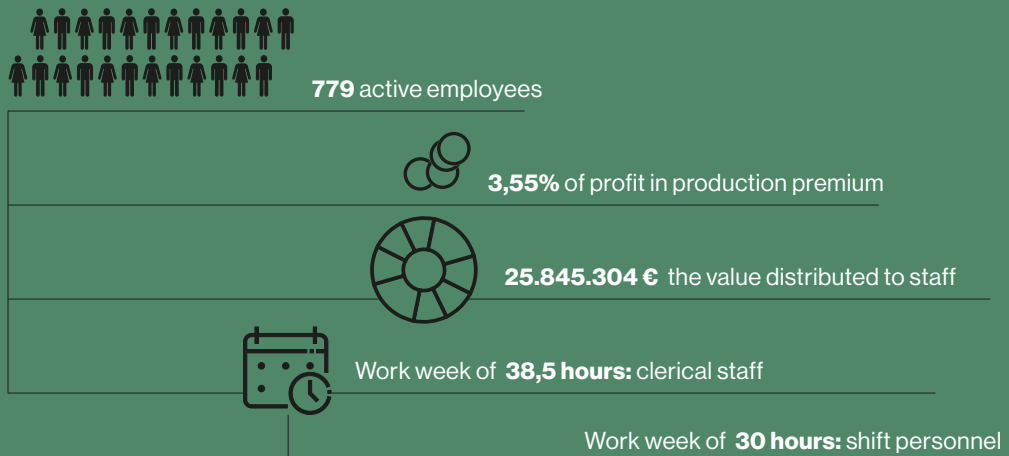 779 active employees
3,55% of profit in production premium
25.845.304 € the value distributed to staff
Work week of 38,5 hours: clerical staff
Work week of 30 hours: shift personnel